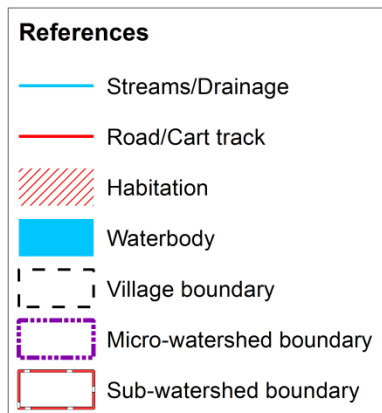 References
Streams/Drainage
Road/Cart track
Habitation
Waterbody
Village boundary
Micro-watershed boundary
Sub-watershed boundary